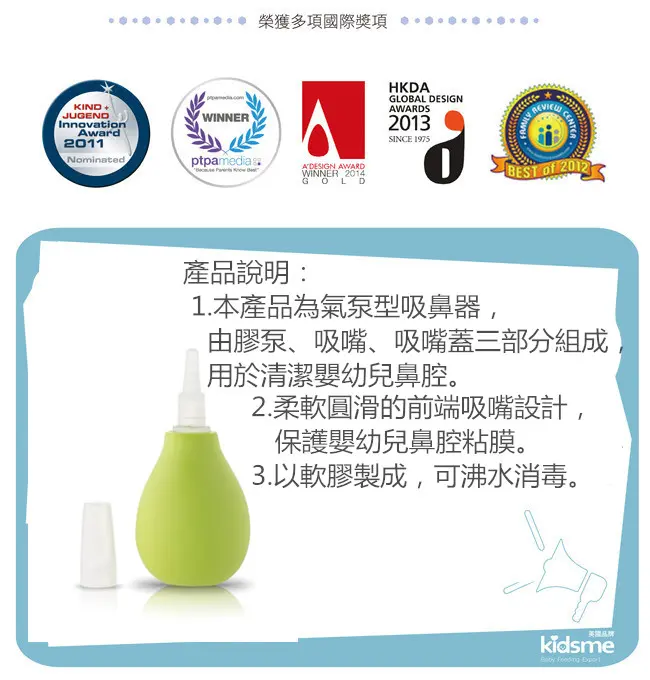 榮獲多項國際獎項
KIND +
JUGEND
Innovation
Award
2011
Nominated
ptpamedia.com
WINNER
ptpamedia
"Because Parents Know Best"
A'DESIGN AWARD
WINNER 2014
GOLD
HKDA
GLOBAL DESIGN
AWARDS
2013
SINCE 1975
FAMILY REVIEW CENTER
BEST of 2012
產品說明：
1.本產品為氣泵型吸鼻器，
由膠泵、吸嘴、吸嘴蓋三部分組成，
用於清潔嬰幼兒鼻腔。
2.柔軟圓滑的前端吸嘴設計，
保護嬰幼兒鼻腔粘膜。
3.以軟膠製成，可沸水消毒。
英國品牌
kidsme
Baby Feeding Expert